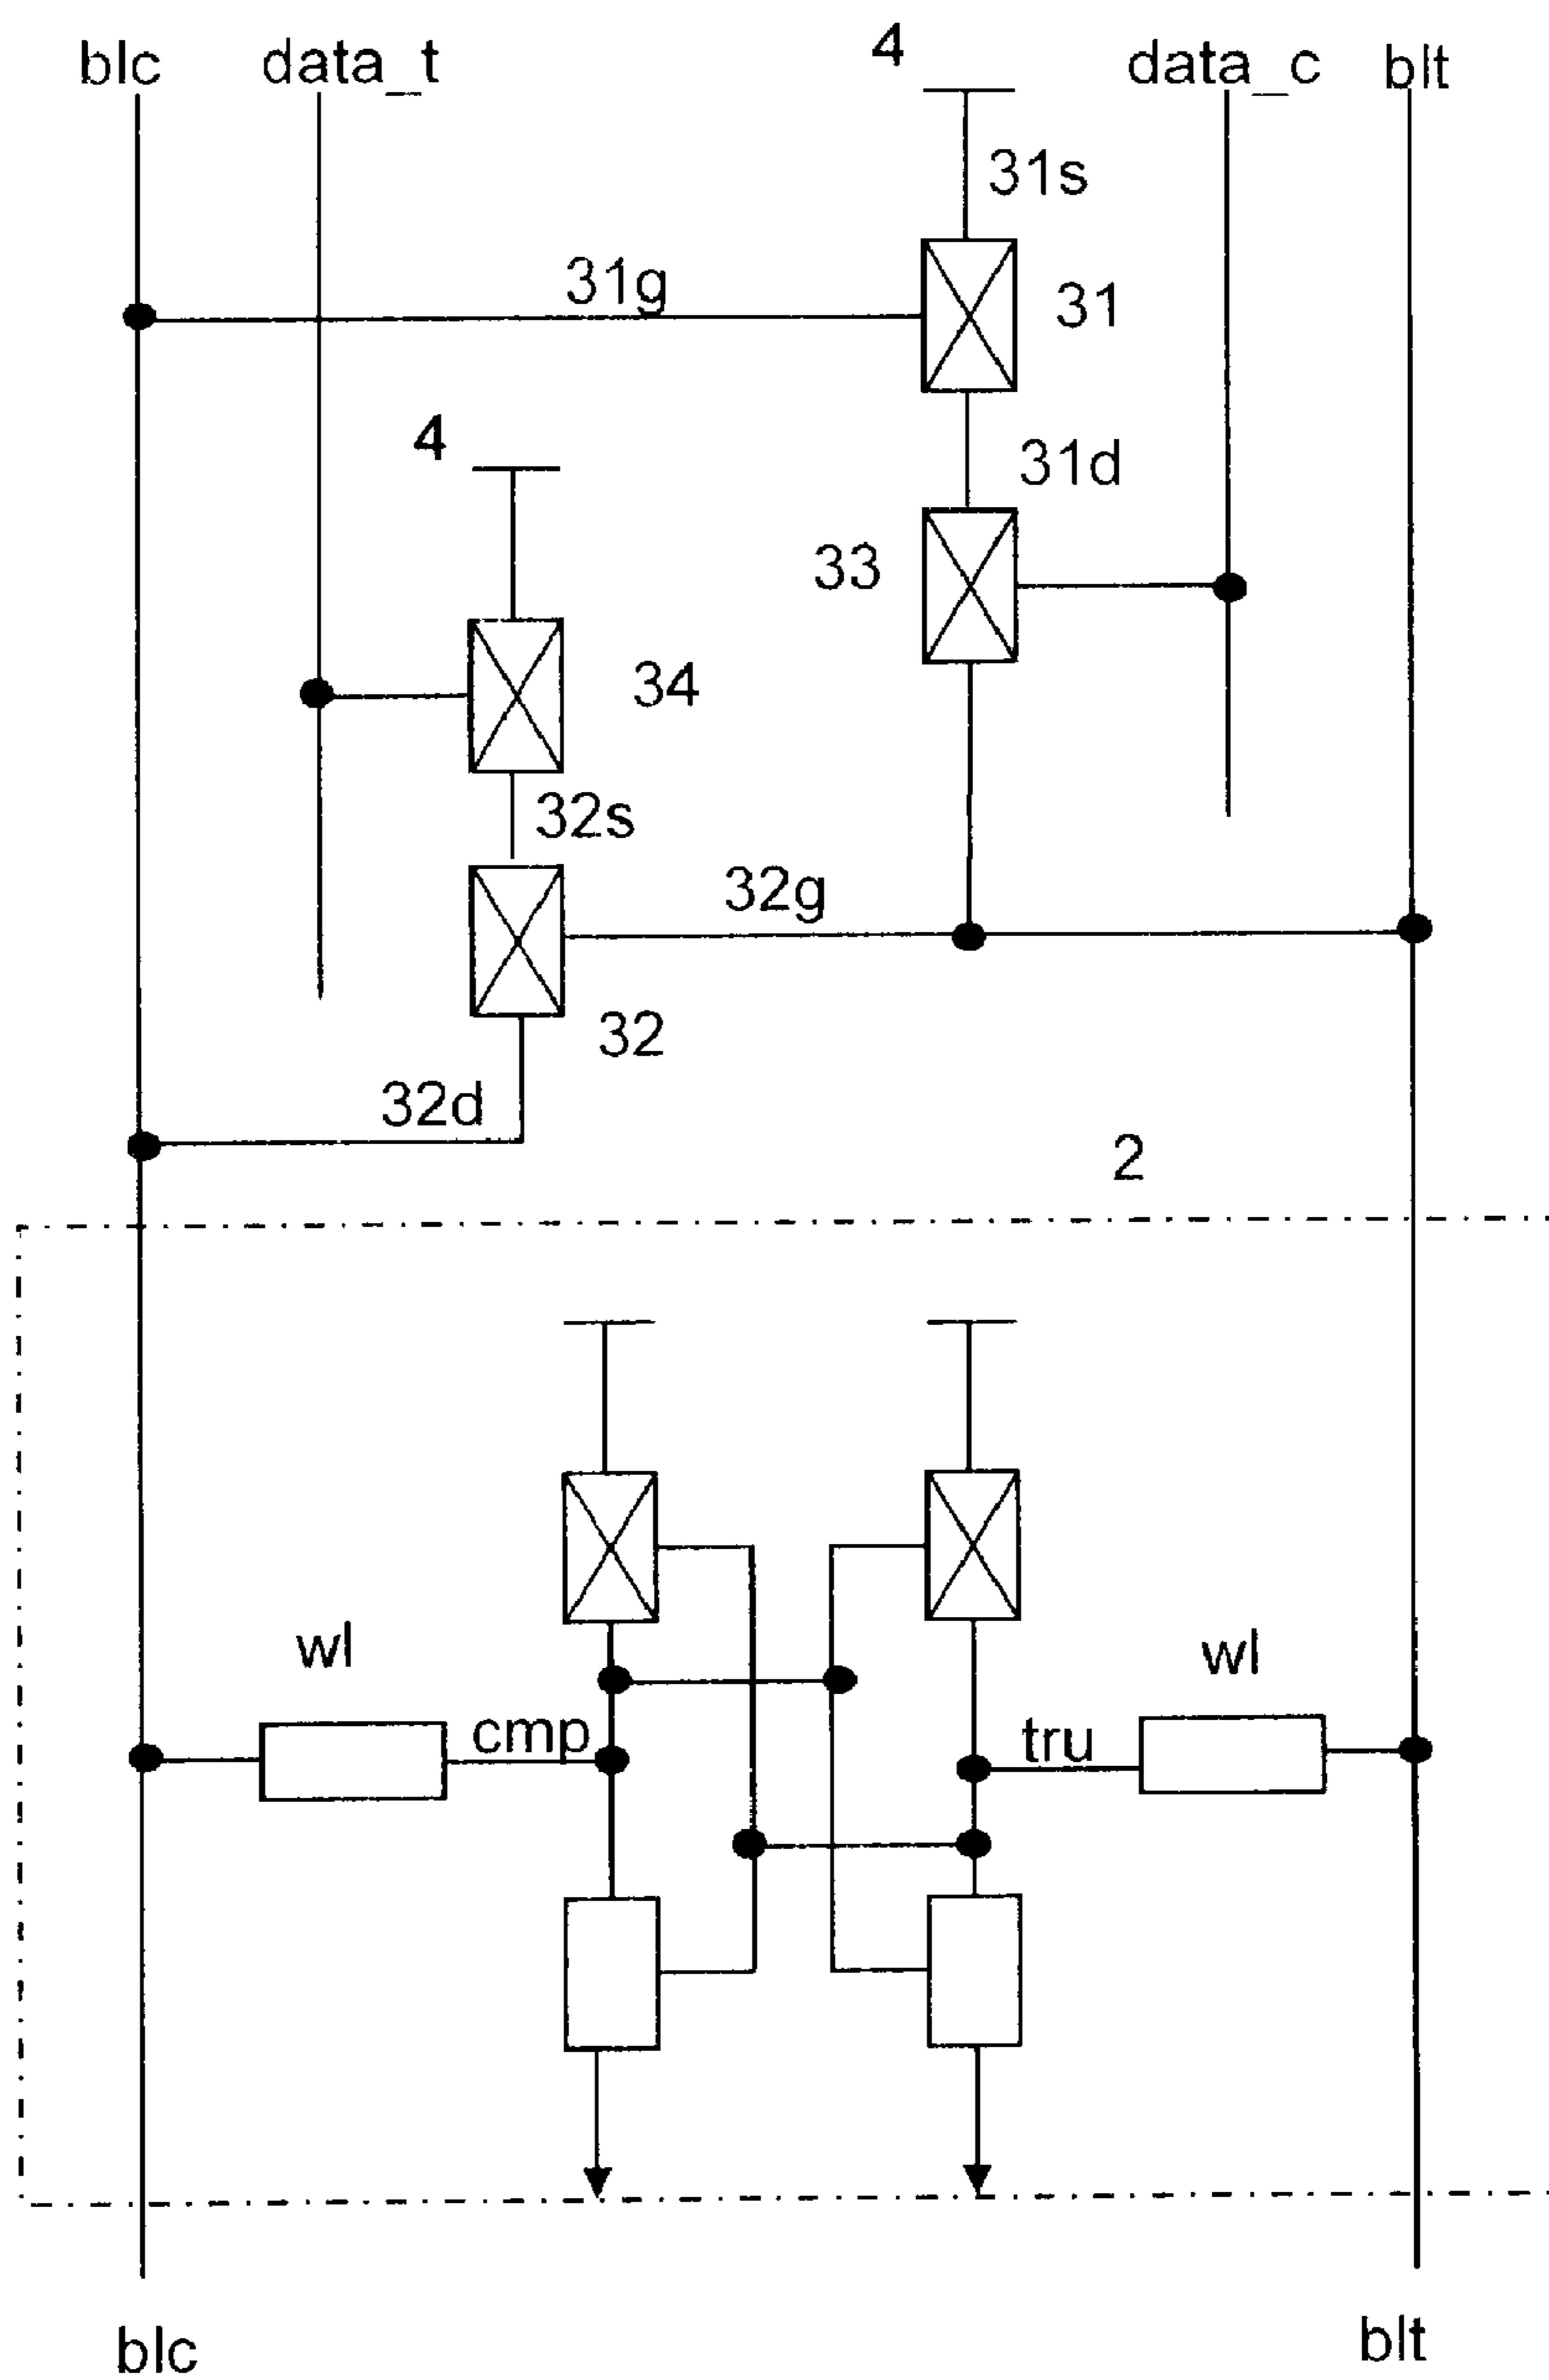 blc data_t 4 data_c blt
31s
31g 31
4 31d
33
34
32s
32g
32
32d
2
wl wl
cmp tru
blc blt